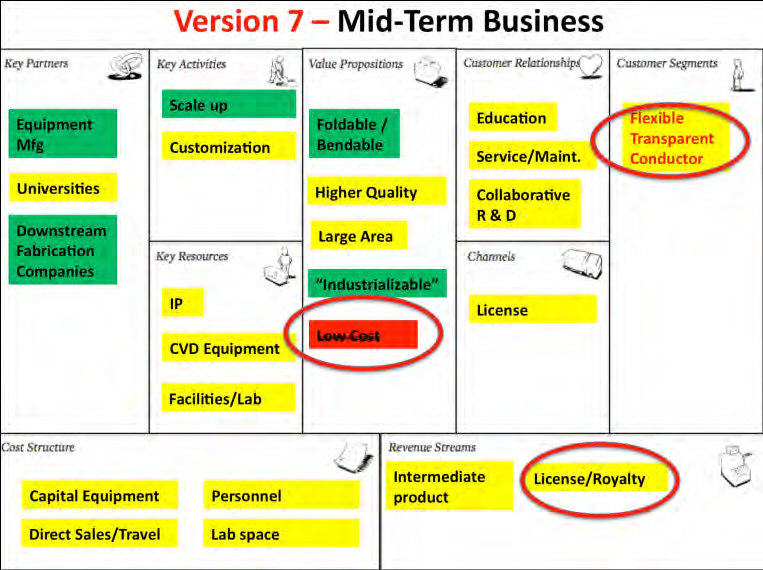 Version 7 – Mid-Term Business
Key Partners
Equipment
Mfg
Universities
Downstream
Fabrication
Companies
Key Activities
Scale up
Customization
Key Resources
IP
CVD Equipment
Facilities/Lab
Value Propositions
Foldable /
Bendable
Higher Quality
Large Area
“Industrializable”
Low Cost
Customer Relationships
Education
Service/Maint.
Collaborative
R & D
Channels
License
Customer Segments
Flexible
Transparent
Conductor
Cost Structure
Capital Equipment
Personnel
Direct Sales/Travel
Lab space
Revenue Streams
Intermediate
product
License/Royalty